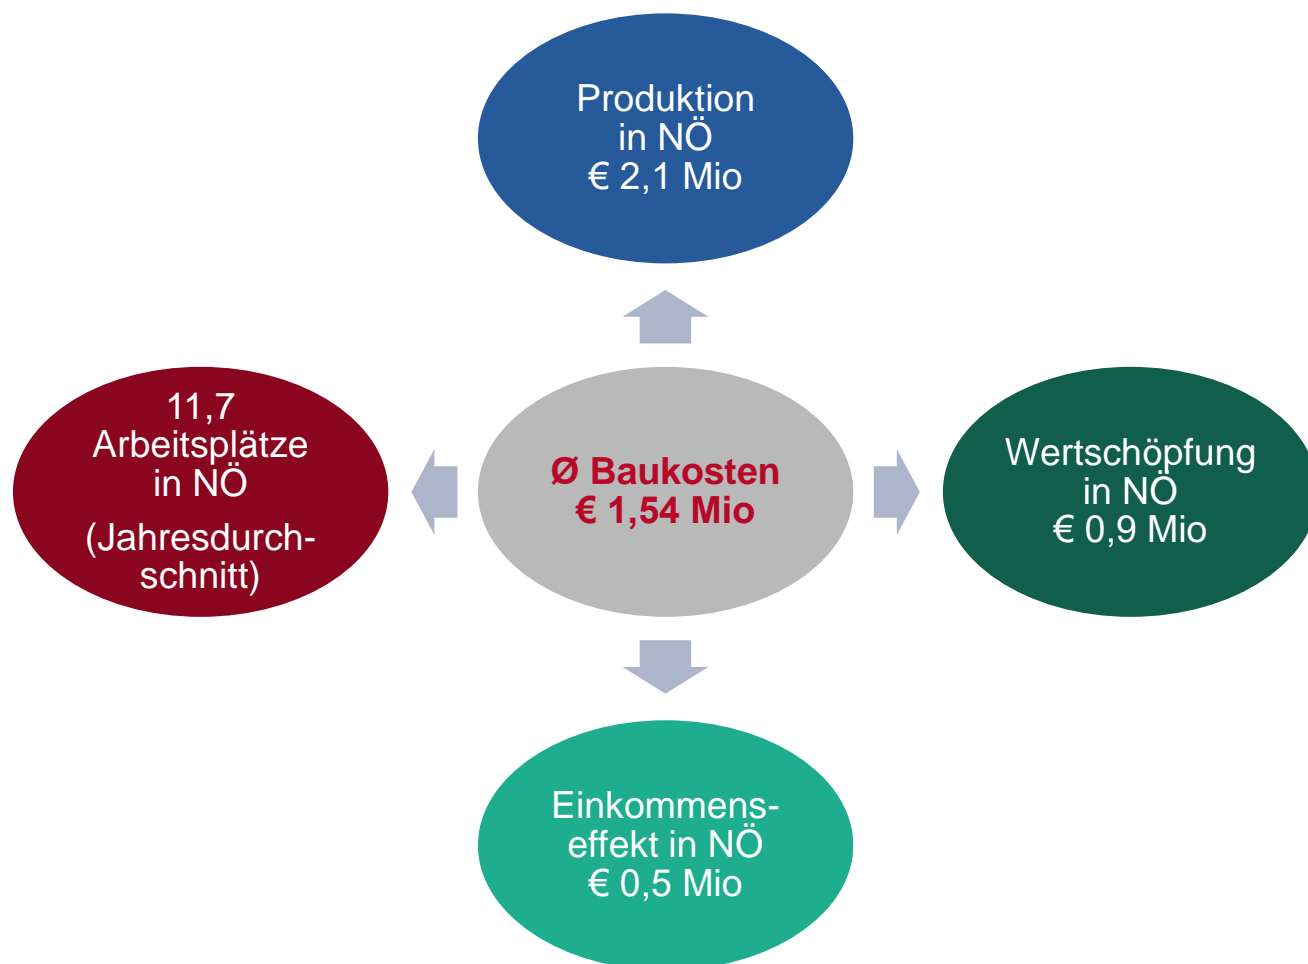 Produktion
in NÖ
€ 2,1 Mio
11,7
Arbeitsplätze
in NÖ
(Jahresdurch-
schnitt)
Ø Baukosten
€ 1,54 Mio
Wertschöpfung
in NÖ
€ 0,9 Mio
Einkommens-
effekt in NÖ
€ 0,5 Mio